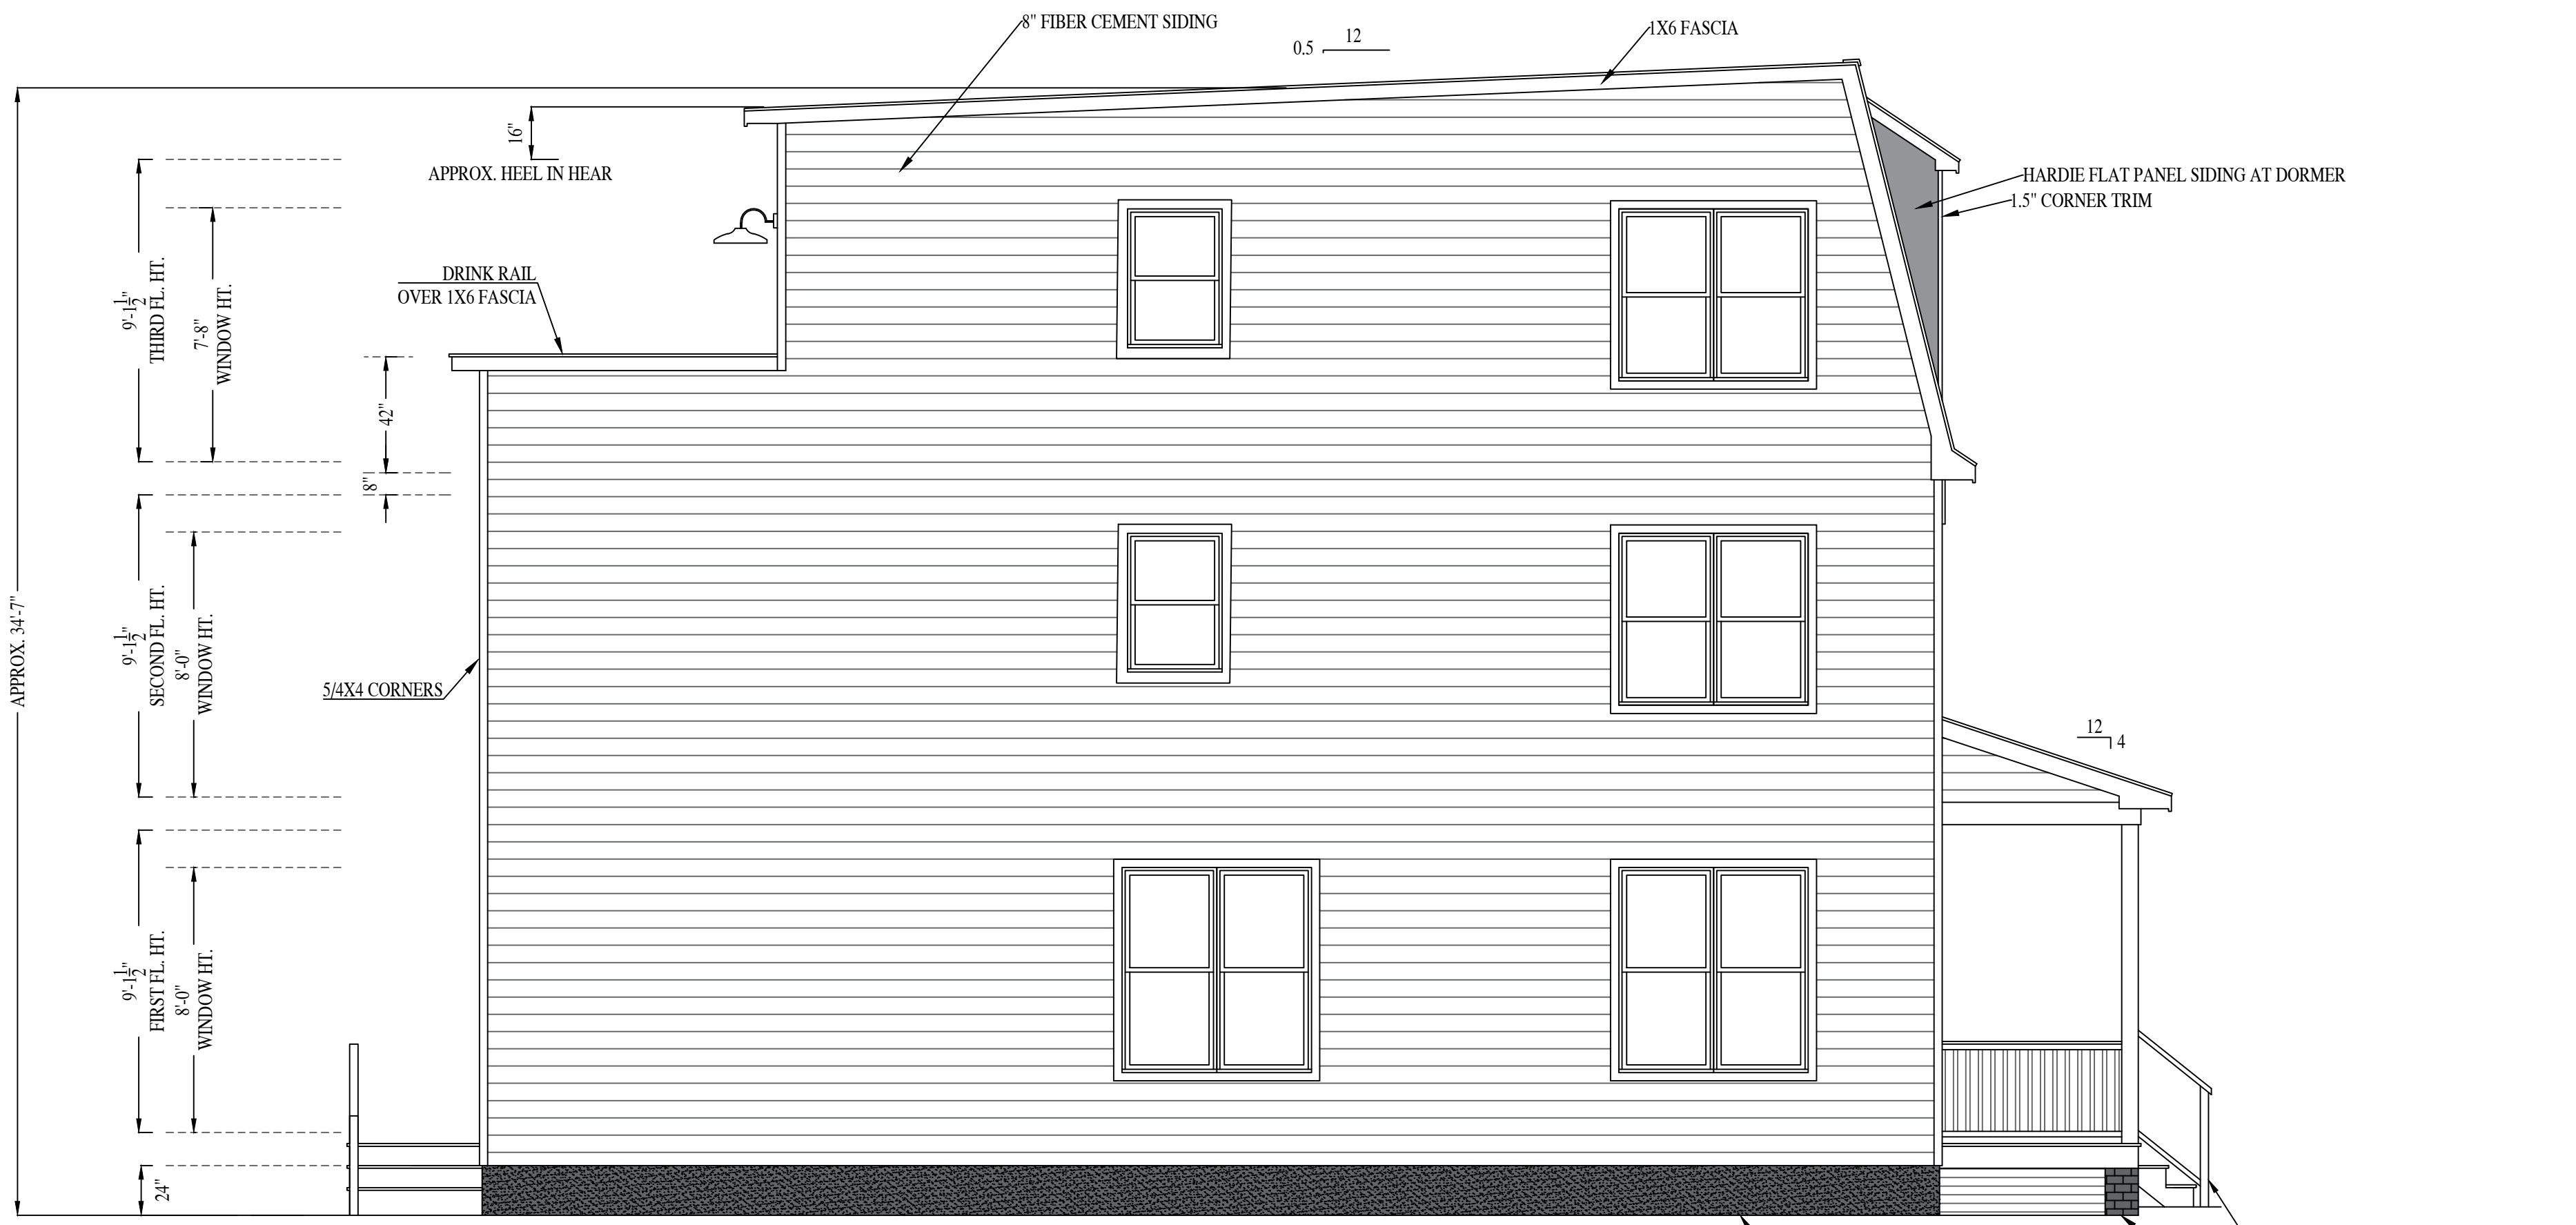 8" FIBER CEMENT SIDING
12
0.5
1X6 FASCIA
16"
APPROX. HEEL IN HEAR
HARDIE FLAT PANEL SIDING AT DORMER
1.5" CORNER TRIM
DRINK RAIL
OVER 1X6 FASCIA
9'-1 1/2"
THIRD FL. HT.
7'-8"
WINDOW HT.
42"
8"
APPROX. 34'-7"
9'-1 1/2"
SECOND FL. HT.
8'-0"
WINDOW HT.
5/4X4 CORNERS
12
4
9'-1 1/2"
FIRST FL. HT.
8'-0"
WINDOW HT.
24"